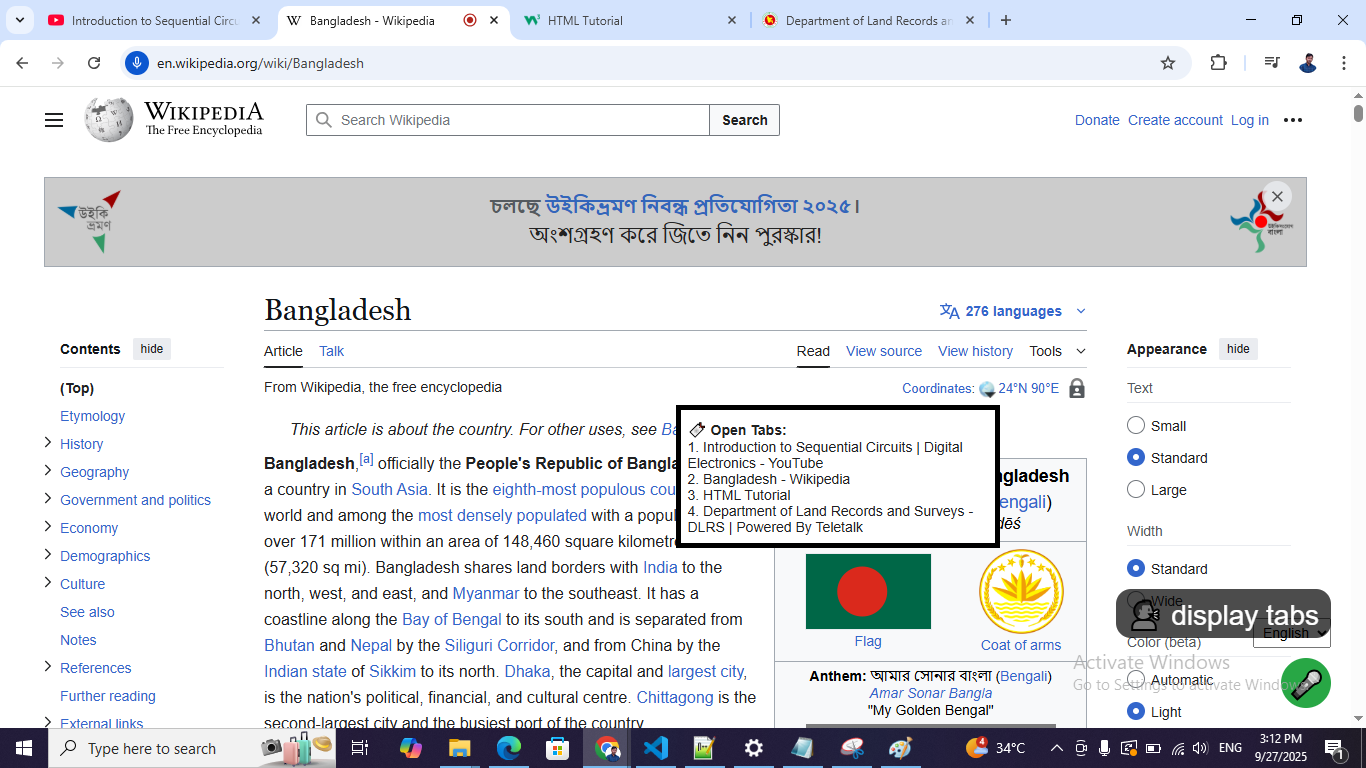 Introduction to Sequential Circu
Bangladesh - Wikipedia
HTML Tutorial
Department of Land Records an
en.wikipedia.org/wiki/Bangladesh
WIKIPEDIA
The Free Encyclopedia
Search Wikipedia
Search
Donate Create account Log in
উইকি
ভ্রমণ
চলছে উইকিভ্রমণ নিবন্ধ প্রতিযোগিতা ২০২৫।
অংশগ্রহণ করে জিতে নিন পুরস্কার!
Bangladesh
276 languages
Contents hide
Article Talk
Read View source View history Tools
Appearance hide
(Top)
From Wikipedia, the free encyclopedia
Coordinates: 24°N 90°E
Text
Etymology
History
Geography
Government and politics
Economy
Demographics
Culture
See also
Notes
References
Further reading
External links
This article is about the country. For other uses, see Ba
Bangladesh,[a] officially the People's Republic of Bangla
a country in South Asia. It is the eighth-most populous cou
world and among the most densely populated with a popul
over 171 million within an area of 148,460 square kilometre
(57,320 sq mi). Bangladesh shares land borders with India to the
north, west, and east, and Myanmar to the southeast. It has a
coastline along the Bay of Bengal to its south and is separated from
Bhutan and Nepal by the Siliguri Corridor, and from China by the
Indian state of Sikkim to its north. Dhaka, the capital and largest city,
is the nation's political, financial, and cultural centre. Chittagong is the
second-largest city and the busiest port of the country
Open Tabs:
1. Introduction to Sequential Circuits | Digital
Electronics - YouTube
2. Bangladesh - Wikipedia
3. HTML Tutorial
4. Department of Land Records and Surveys -
DLRS | Powered By Teletalk
ngladesh
engali)
dēś
Flag
Coat of arms
Anthem: আমার সোনার বাংলা (Bengali)
Amar Sonar Bangla
"My Golden Bengal"
Small
Standard
Large
Width
Standard
Wide
display tabs
English
Color (beta)
Automatic
Light
Activate Windows
Go to Settings to activate Windows
Type here to search
34°C
ENG
3:12 PM
9/27/2025
1